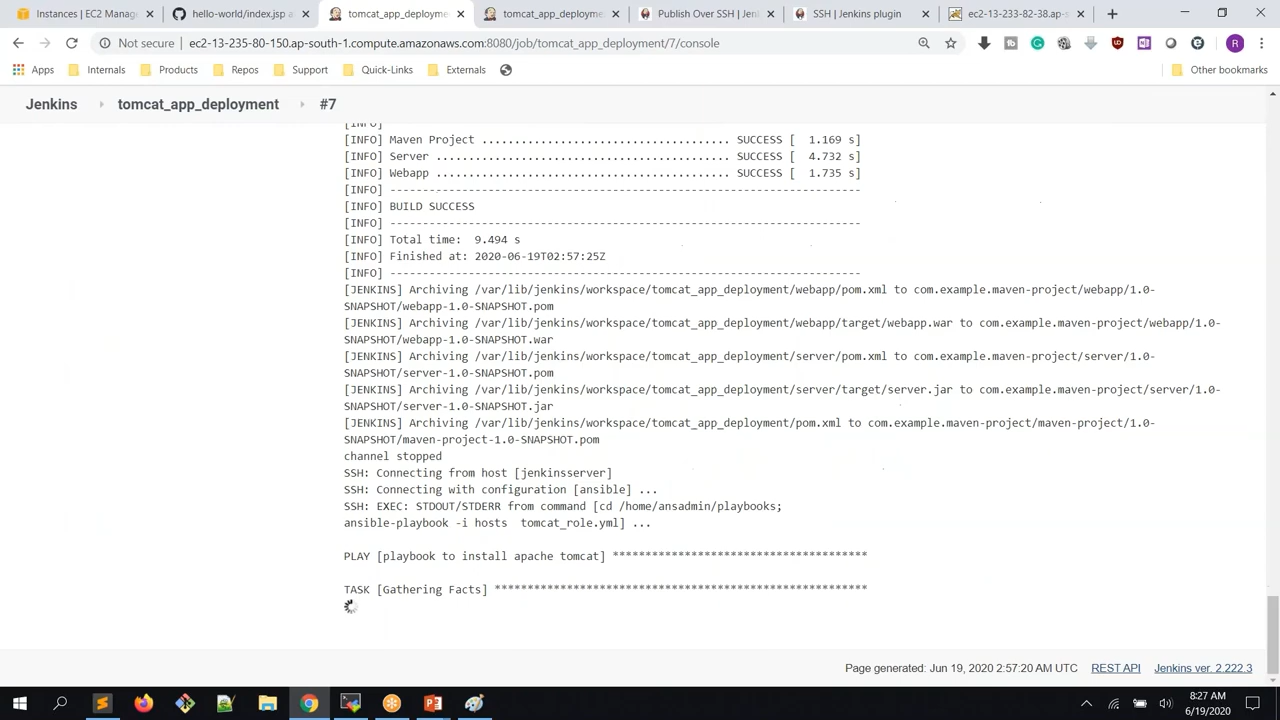 Instances | EC2 Manag
hello-world/index.jsp a
tomcat_app_deployme
tomcat_app_deployme
Publish Over SSH | Jen
SSH | Jenkins plugin
ec2-13-233-82-38.ap-s
Not secure | ec2-13-235-80-150.ap-south-1.compute.amazonaws.com:8080/job/tomcat_app_deployment/7/console
Apps Internals Products Repos Support Quick-Links Externals Other bookmarks
Jenkins tomcat_app_deployment #7
[INFO]
[INFO] Maven Project ...................................... SUCCESS [ 1.169 s]
[INFO] Server ............................................. SUCCESS [ 4.732 s]
[INFO] Webapp ............................................. SUCCESS [ 1.735 s]
[INFO] ------------------------------------------------------------------------
[INFO] BUILD SUCCESS
[INFO] ------------------------------------------------------------------------
[INFO] Total time: 9.494 s
[INFO] Finished at: 2020-06-19T02:57:25Z
[INFO] ------------------------------------------------------------------------
[JENKINS] Archiving /var/lib/jenkins/workspace/tomcat_app_deployment/webapp/pom.xml to com.example.maven-project/webapp/1.0-
SNAPSHOT/webapp-1.0-SNAPSHOT.pom
[JENKINS] Archiving /var/lib/jenkins/workspace/tomcat_app_deployment/webapp/target/webapp.war to com.example.maven-project/webapp/1.0-
SNAPSHOT/webapp-1.0-SNAPSHOT.war
[JENKINS] Archiving /var/lib/jenkins/workspace/tomcat_app_deployment/server/pom.xml to com.example.maven-project/server/1.0-
SNAPSHOT/server-1.0-SNAPSHOT.pom
[JENKINS] Archiving /var/lib/jenkins/workspace/tomcat_app_deployment/server/target/server.jar to com.example.maven-project/server/1.0-
SNAPSHOT/server-1.0-SNAPSHOT.jar
[JENKINS] Archiving /var/lib/jenkins/workspace/tomcat_app_deployment/pom.xml to com.example.maven-project/maven-project/1.0-
SNAPSHOT/maven-project-1.0-SNAPSHOT.pom
channel stopped
SSH: Connecting from host [jenkinsserver]
SSH: Connecting with configuration [ansible] ...
SSH: EXEC: STDOUT/STDERR from command [cd /home/ansadmin/playbooks;
ansible-playbook -i hosts tomcat_role.yml] ...
PLAY [playbook to install apache tomcat] ***************************************
TASK [Gathering Facts] *********************************************************
Page generated: Jun 19, 2020 2:57:20 AM UTC REST API Jenkins ver. 2.222.3
8:27 AM
6/19/2020